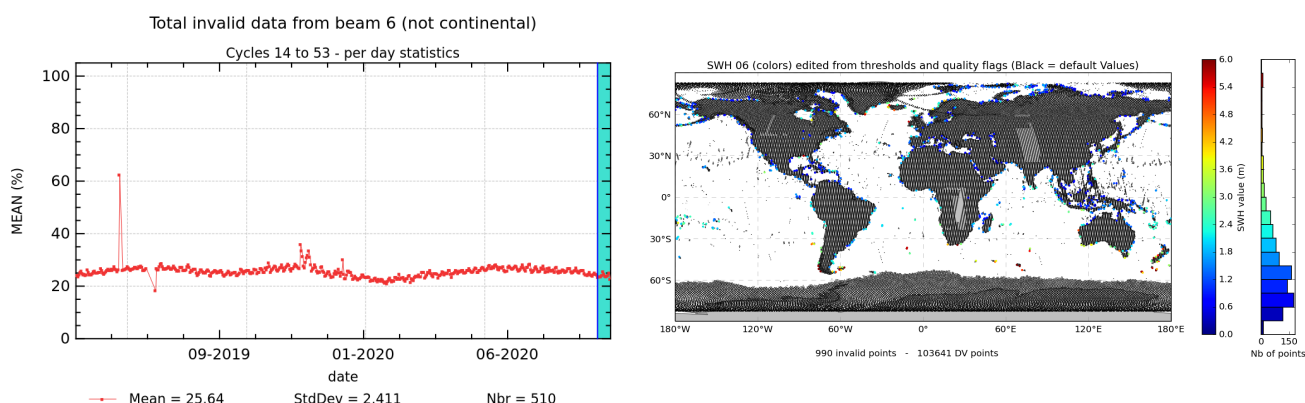 Total invalid data from beam 6 (not continental)
Cycles 14 to 53 - per day statistics
100
80
60
40
20
0
MEAN (%)
09-2019
01-2020
06-2020
date
Mean = 25.64
StdDev = 2.411
Nbr = 510
SWH 06 (colors) edited from thresholds and quality flags (Black = default Values)
60°N
30°N
0°
30°S
60°S
180°W
120°W
60°W
0°
60°E
120°E
180°E
990 invalid points - 103641 DV points
6.0
5.4
4.8
4.2
3.6
3.0
2.4
1.8
1.2
0.6
0.0
SWH value (m)
0
150
Nb of points